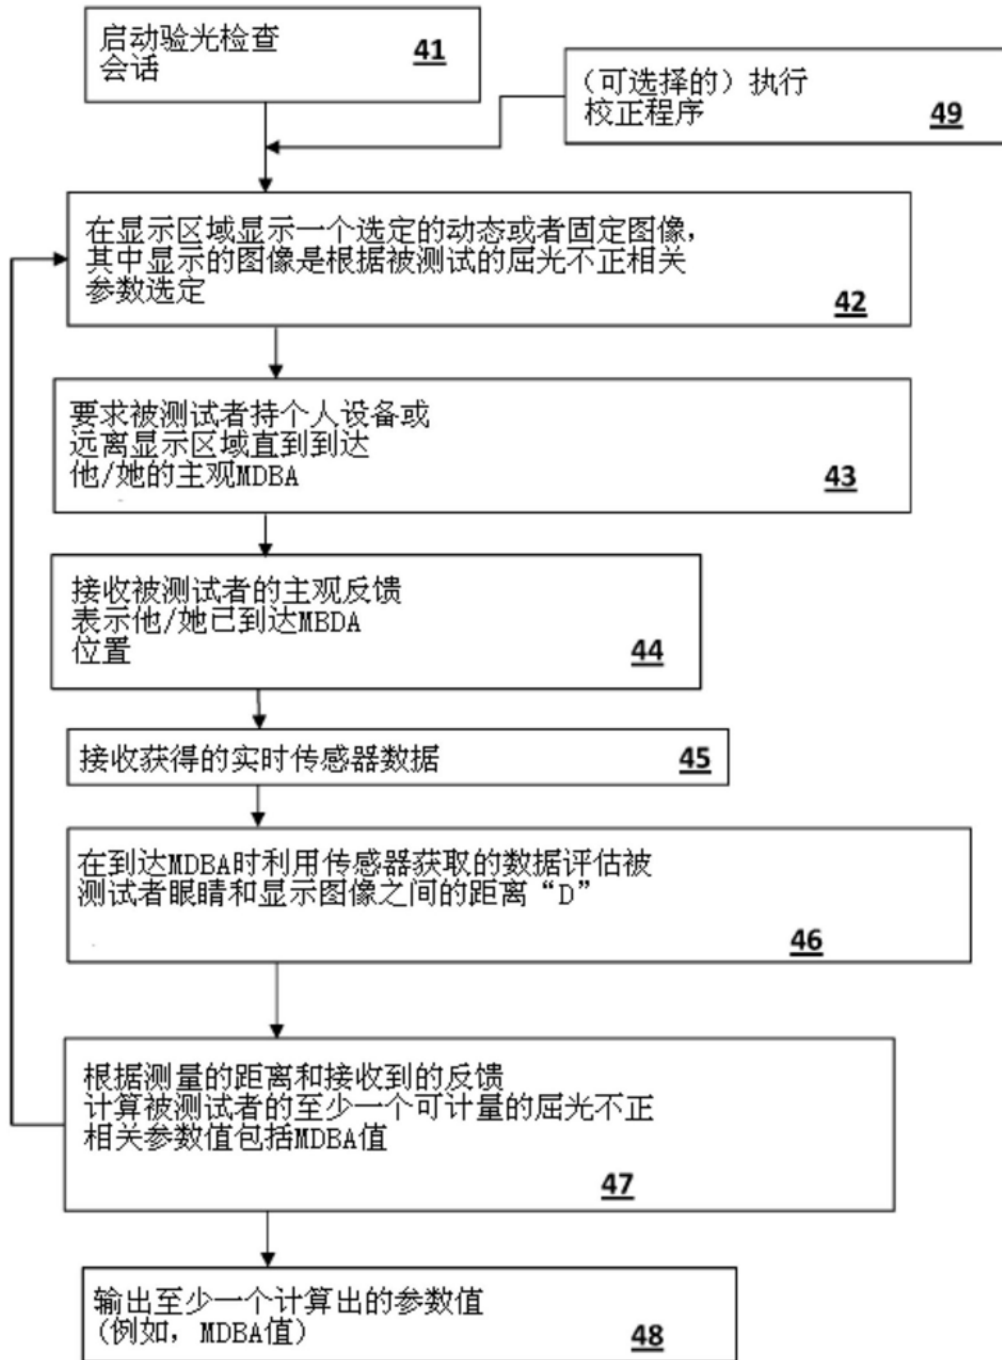 启动验光检查
会话
41
（可选择的）执行
校正程序
49
在显示区域显示一个选定的动态或者固定图像，
其中显示的图像是根据被测试的屈光不正相关
参数选定
42
要求被测试者持个人设备或
远离显示区域直到到达
他/她的主观MDBA
43
接收被测试者的主观反馈
表示他/她已到达MBDA
位置
44
接收获得的实时传感器数据
45
在到达MDBA时利用传感器获取的数据评估被
测试者眼睛和显示图像之间的距离“D”
46
根据测量的距离和接收到的反馈
计算被测试者的至少一个可计量的屈光不正
相关参数值包括MDBA值
47
输出至少一个计算出的参数值
(例如，MDBA值)
48